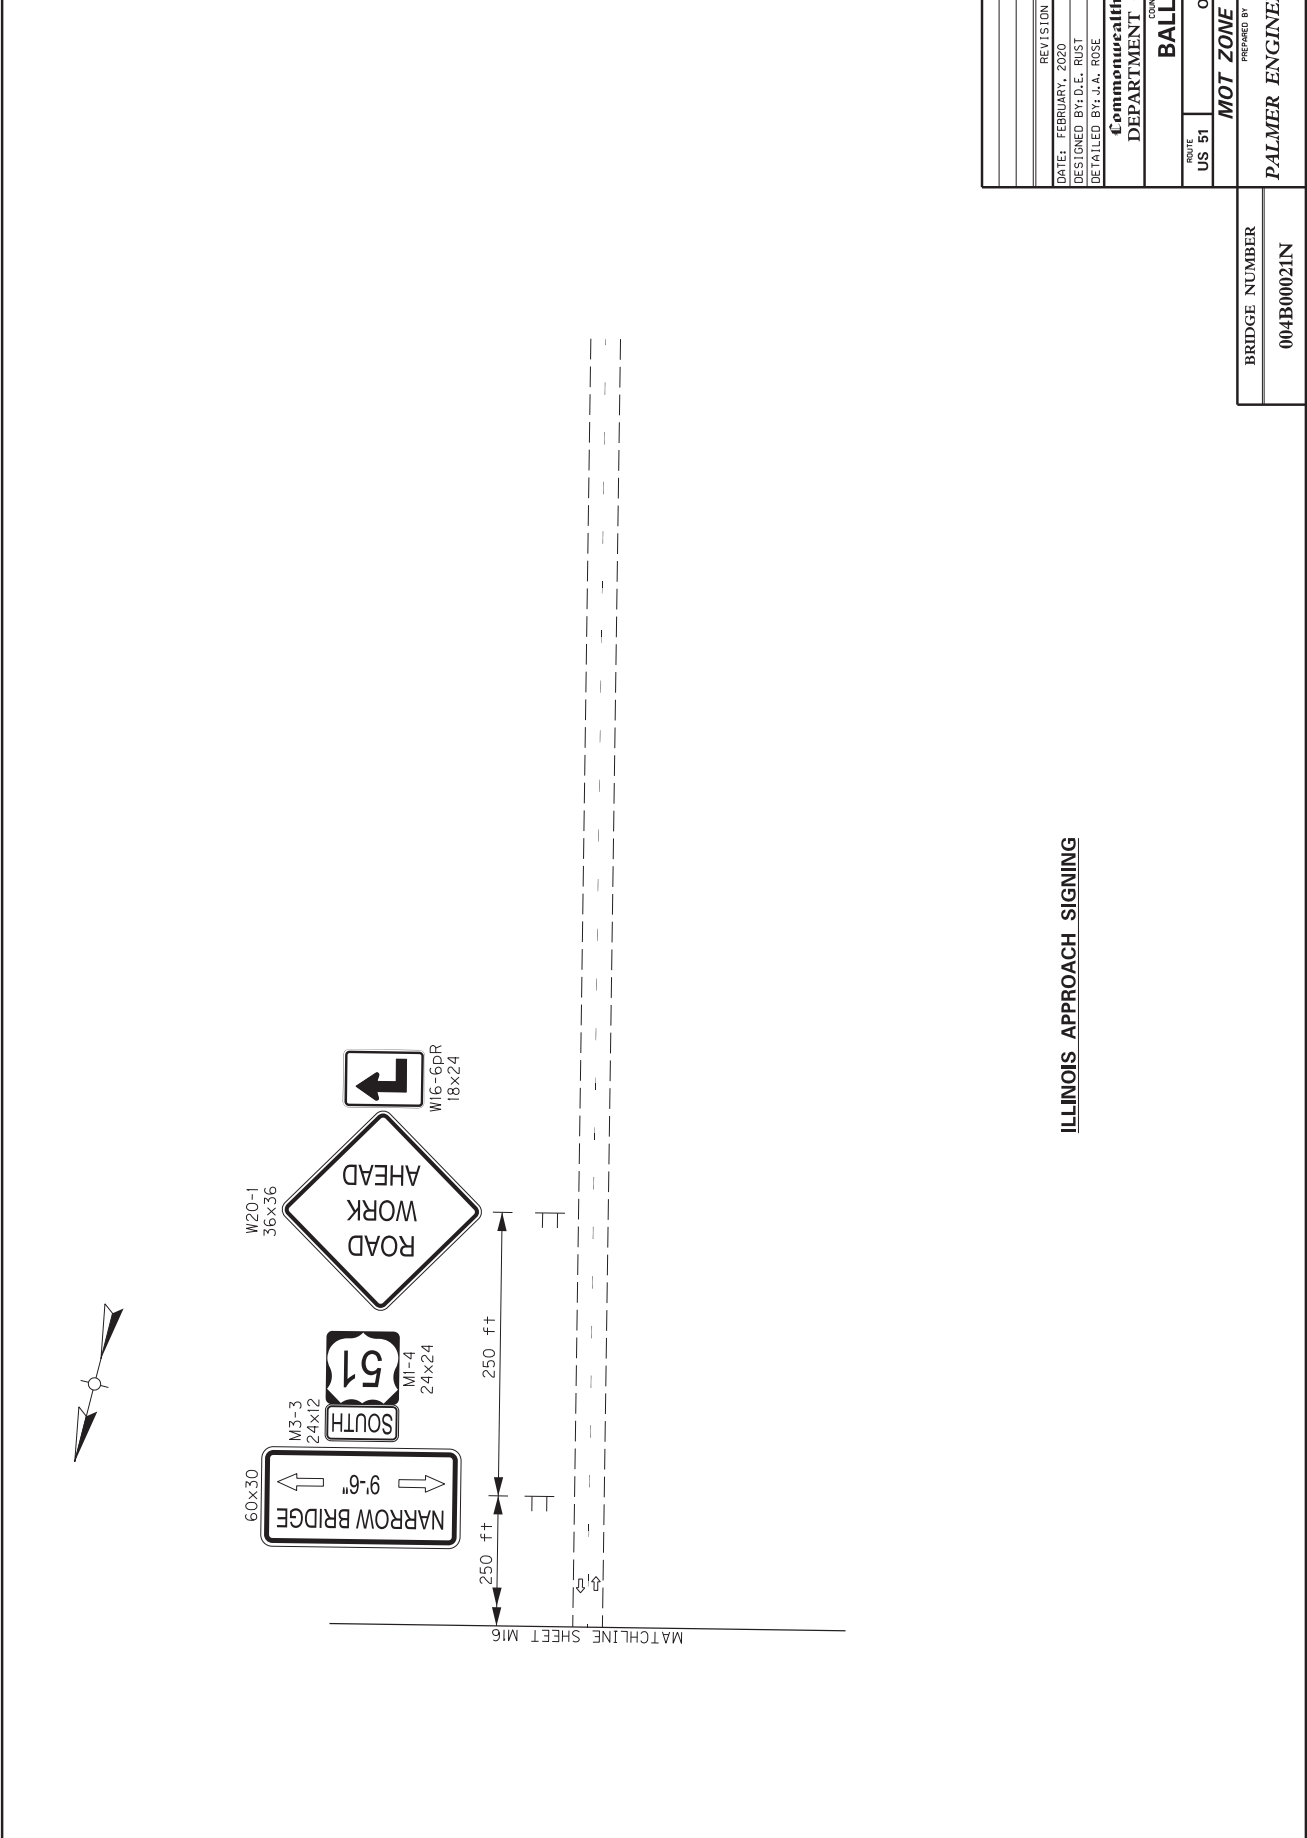 W16-6pR
18x24
W20-1
36x36
ROAD
WORK
AHEAD
250 ft
51
M1-4
24x24
M3-3
24x12
SOUTH
60x30
NARROW BRIDGE
9'-6"
250 ft
MATCHLINE SHEET M16
ILLINOIS APPROACH SIGNING
REVISION
DATE: FEBRUARY, 2020
DESIGNED BY: D.E. RUST
DETAILED BY: J.A. ROSE
Commonwealth
DEPARTMENT
COUN
BALL
ROUTE
US 51
MOT ZONE
PREPARED BY
PALMER ENGINE
BRIDGE NUMBER
004B00021N